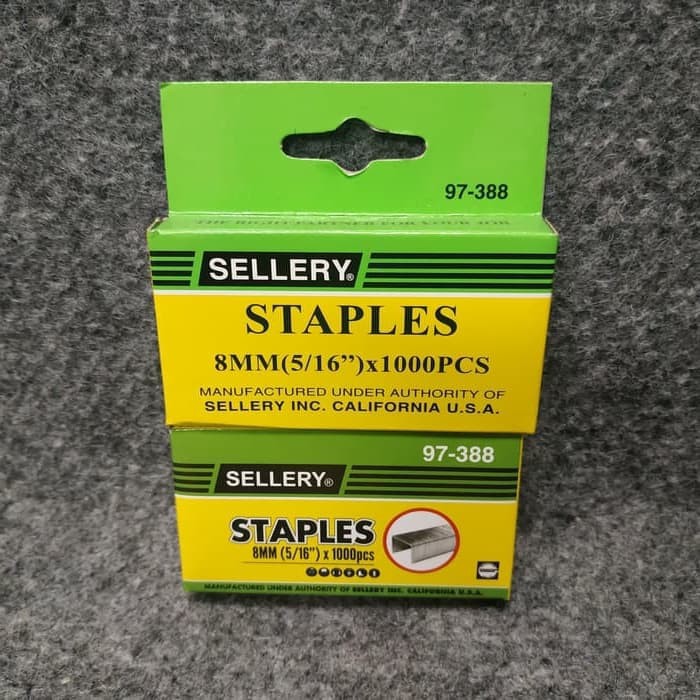 97-388
SELLERY®
STAPLES
8MM(5/16”)x1000PCS
MANUFACTURED UNDER AUTHORITY OF
SELLERY INC. CALIFORNIA U.S.A.
97-388
SELLERY®
STAPLES
8MM (5/16”) x 1000pcs
MANUFACTURED UNDER AUTHORITY OF SELLERY INC. CALIFORNIA U.S.A.